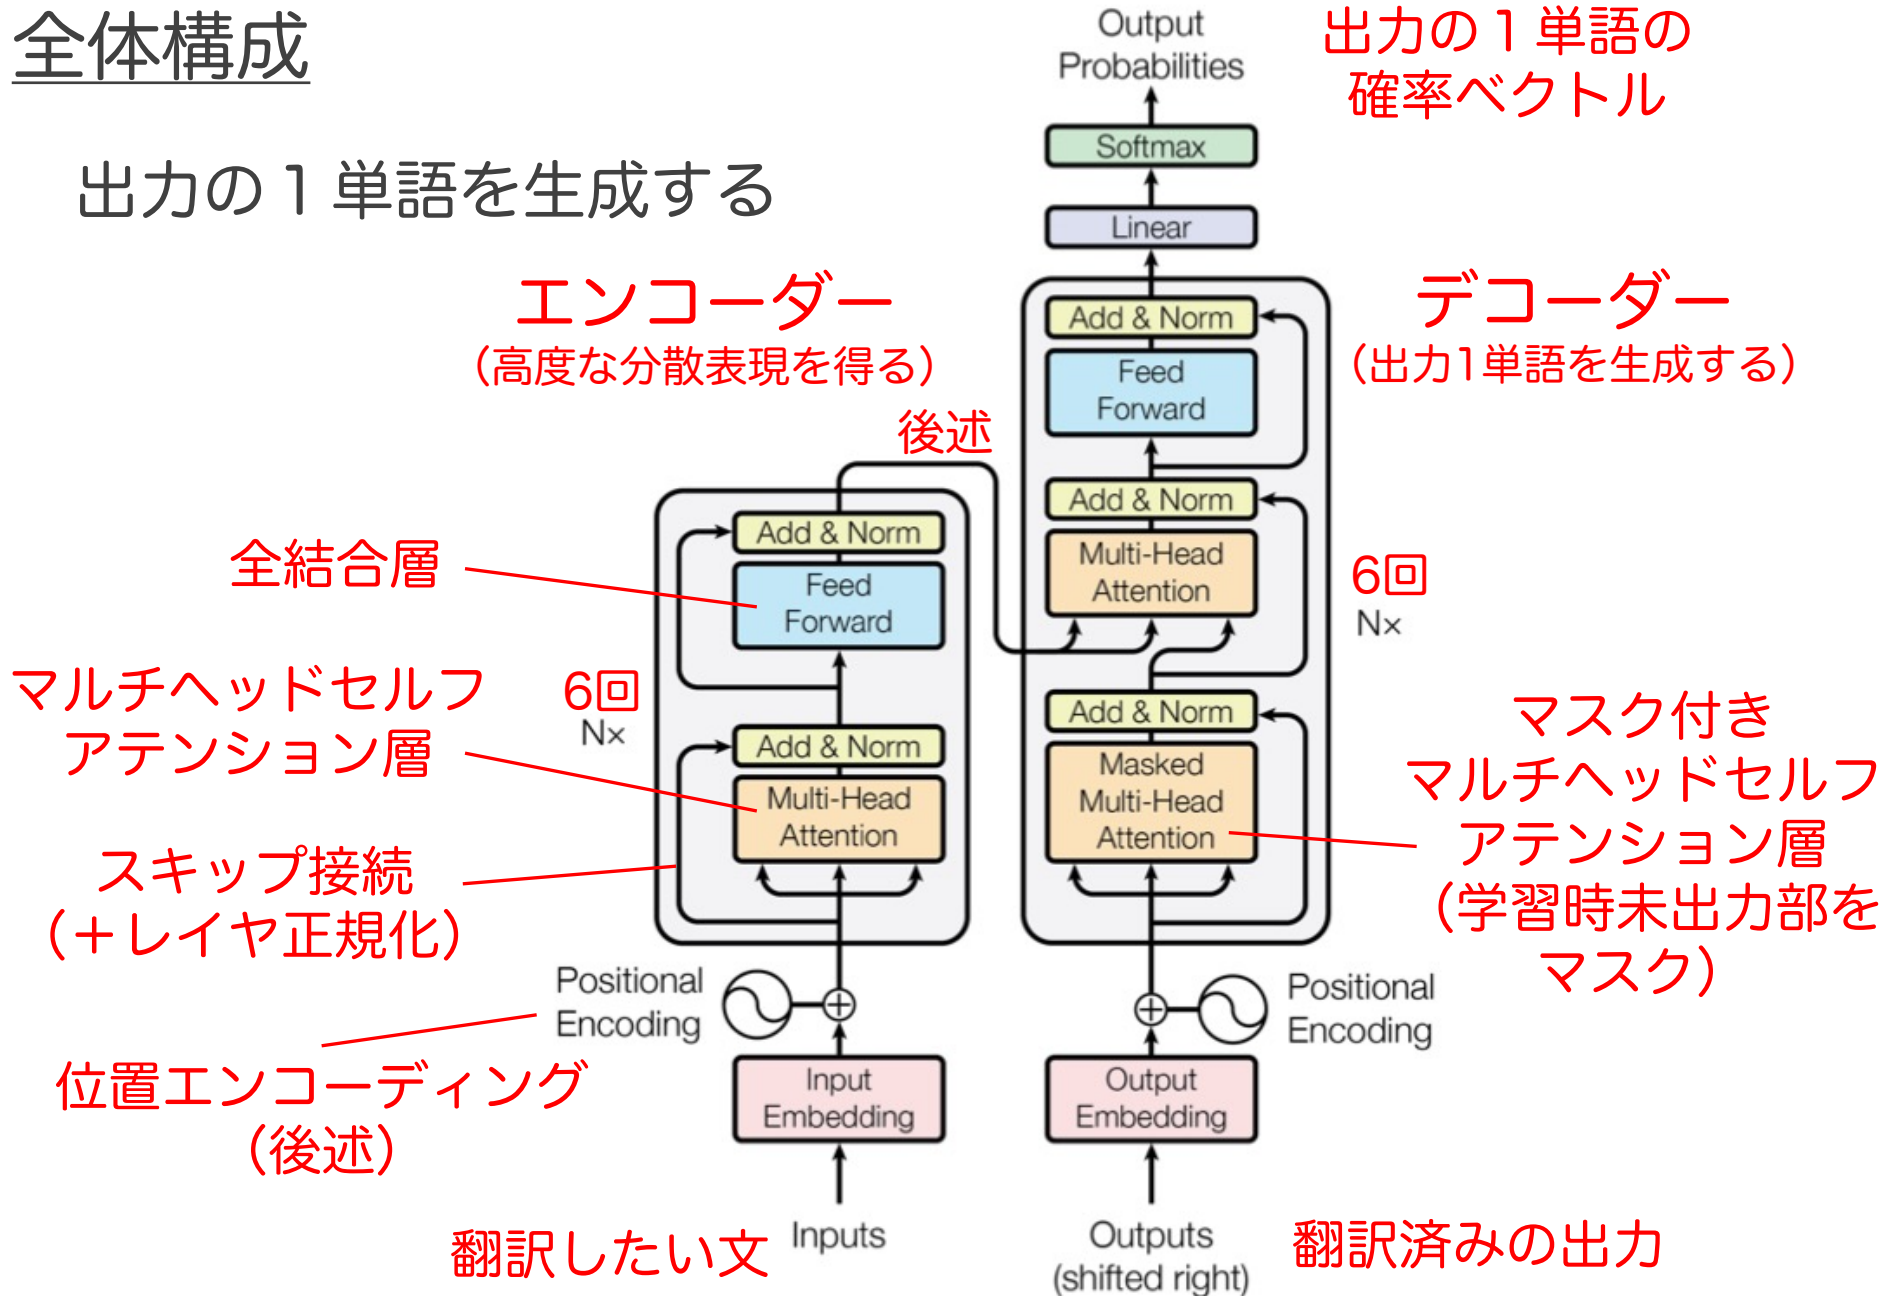 全体構成
出力の1単語を生成する
Output
Probabilities
出力の1単語の
確率ベクトル
Softmax
Linear
エンコーダー
(高度な分散表現を得る)
後述
Add & Norm
Feed
Forward
全結合層
マルチヘッドセルフ
アテンション層
6回
N×
Add & Norm
Multi-Head
Attention
スキップ接続
(+レイヤ正規化)
Positional
Encoding
位置エンコーディング
(後述)
Input
Embedding
翻訳したい文
Inputs
デコーダー
(出力1単語を生成する)
Add & Norm
Feed
Forward
Add & Norm
Multi-Head
Attention
6回
N×
Add & Norm
Masked
Multi-Head
Attention
マスク付き
マルチヘッドセルフ
アテンション層
(学習時未出力部を
マスク)
Positional
Encoding
Output
Embedding
Outputs
(shifted right)
翻訳済みの出力